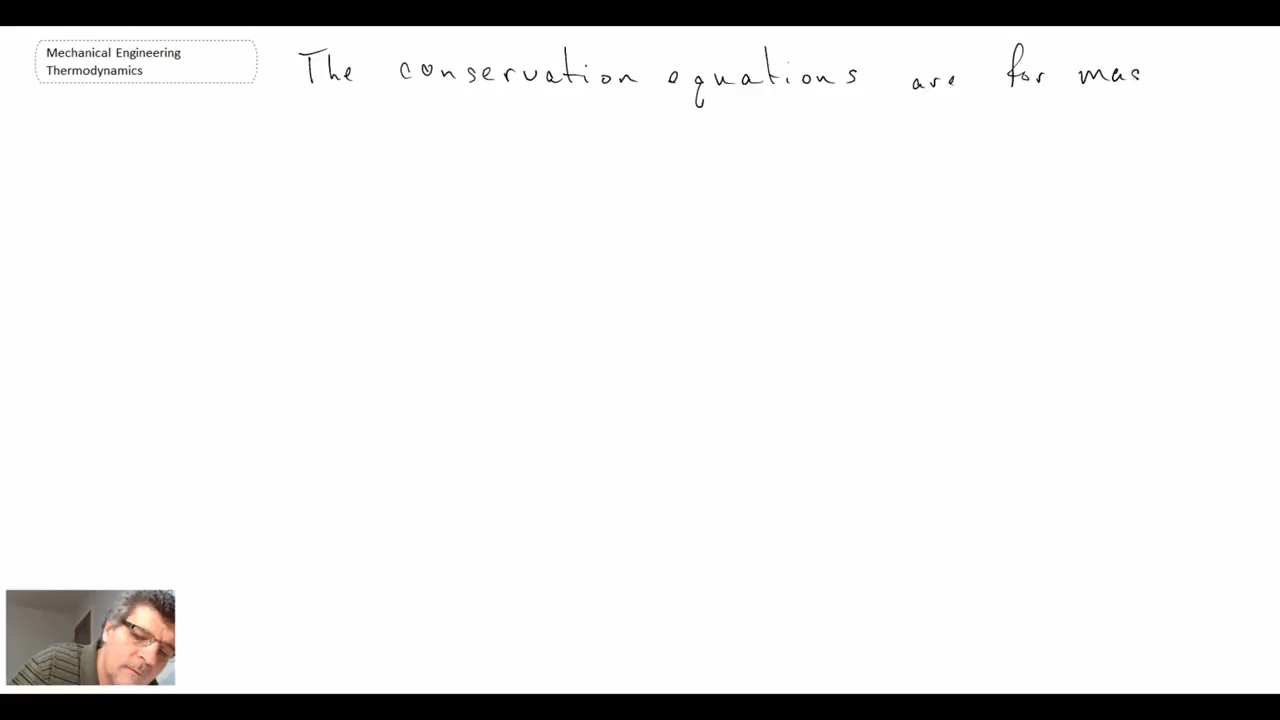 Mechanical Engineering
Thermodynamics
The conservation equations are for mas